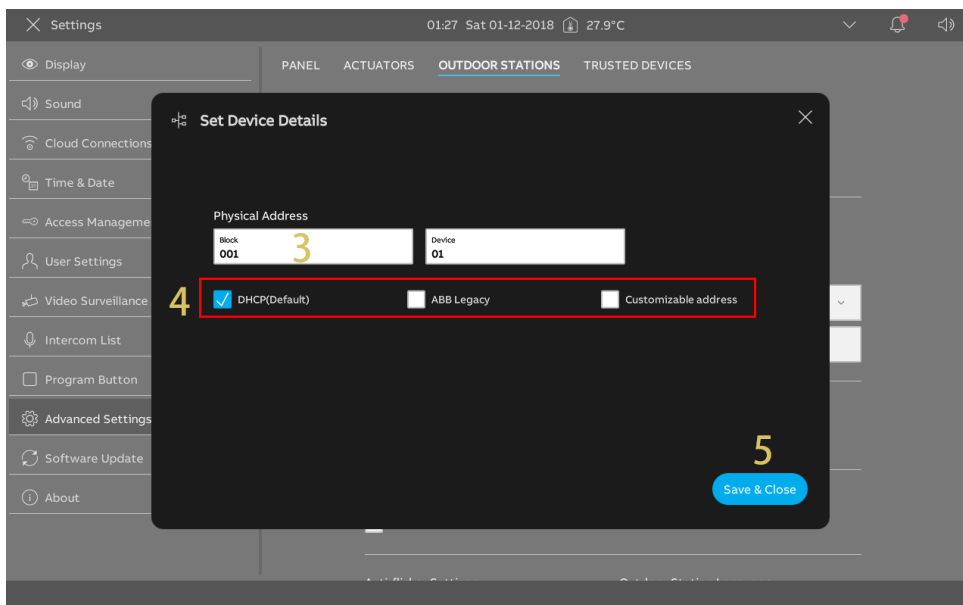 Settings
01:27 Sat 01-12-2018 27.9°C
Display
PANEL ACTUATORS OUTDOOR STATIONS TRUSTED DEVICES
Sound
Set Device Details
Cloud Connections
Time & Date
Physical Address
Access Manageme
Block
001
3
Device
01
User Settings
Video Surveillance
4
DHCP(Default) ABB Legacy Customizable address
Intercom List
Program Button
Advanced Settings
Software Update
5
Save & Close
About